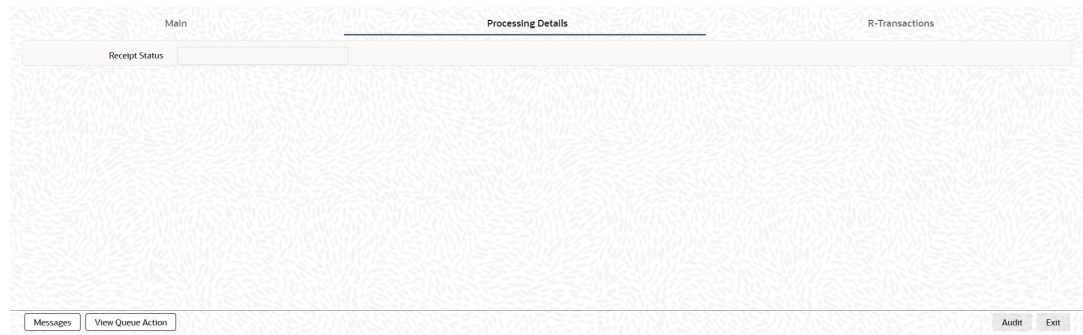 Main Processing Details R-Transactions
Receipt Status
Messages View Queue Action Audit Exit